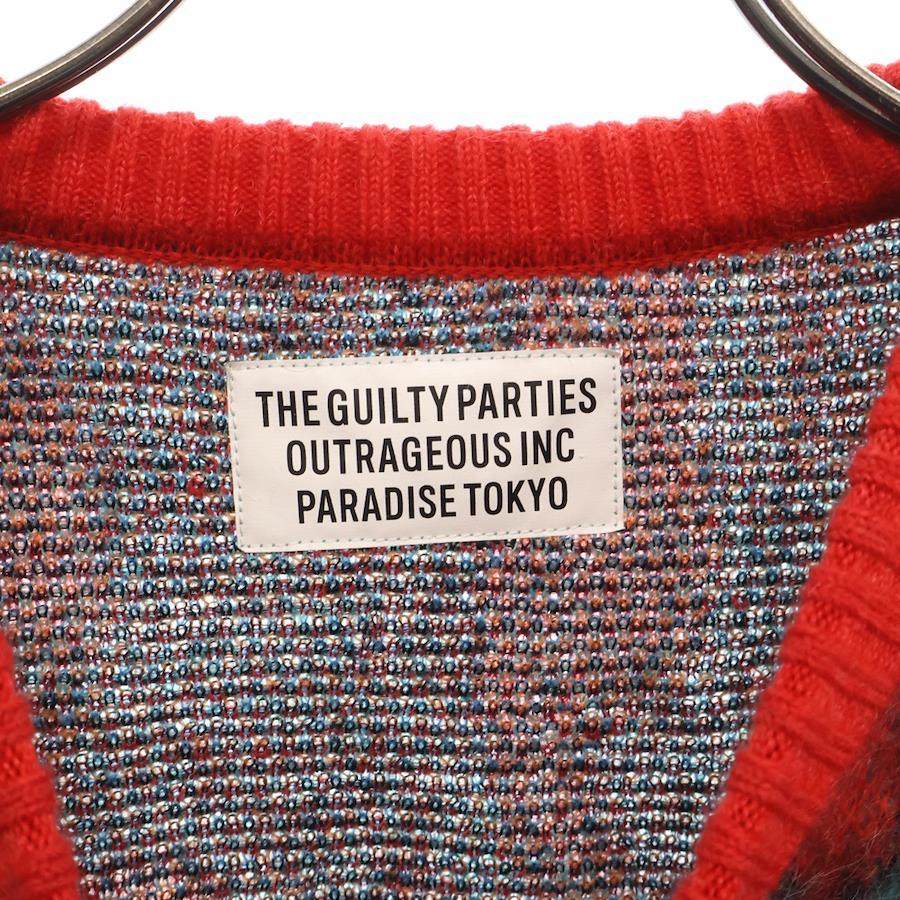 THE GUILTY PARTIES
OUTRAGEOUS INC
PARADISE TOKYO